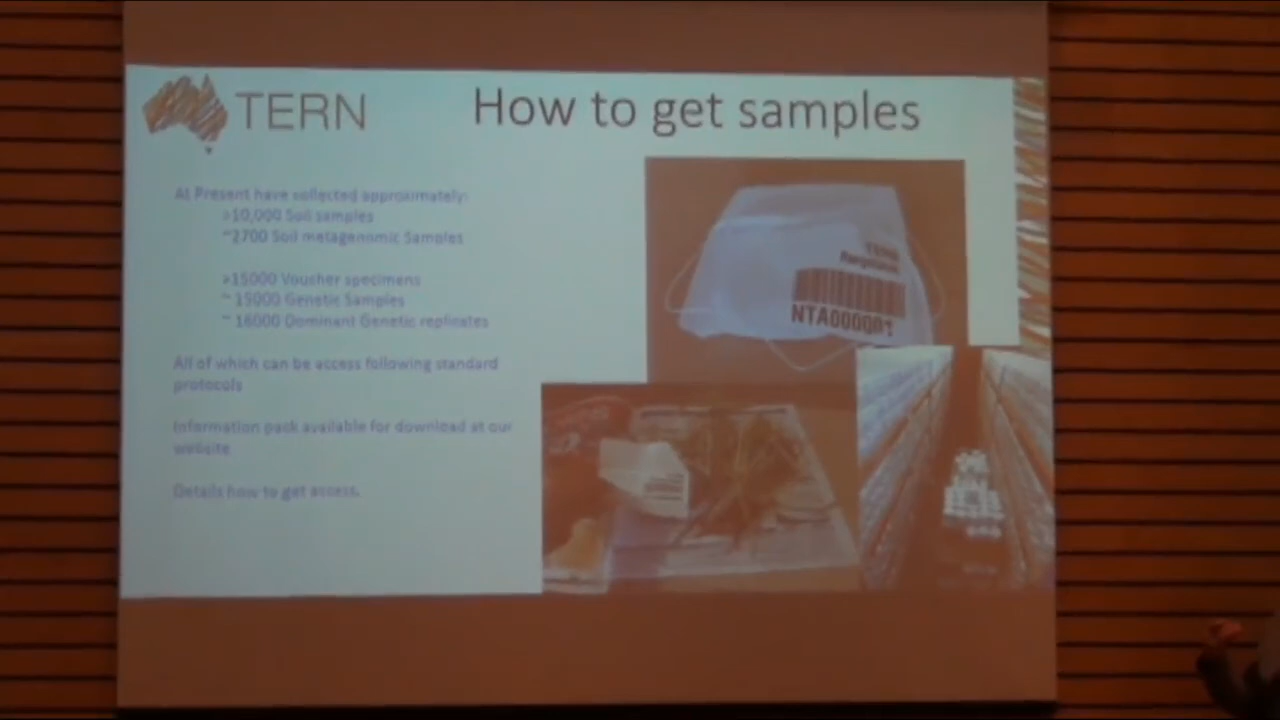 TERN
How to get samples
At Present have collected approximately:
>10,000 Soil samples
~2700 Soil metagenomic Samples
>15000 Voucher specimens
~ 15000 Genetic Samples
~ 16000 Dominant Genetic replicates
All of which can be access following standard
protocols
Information pack available for download at our
website
Details how to get access.
NTA000001